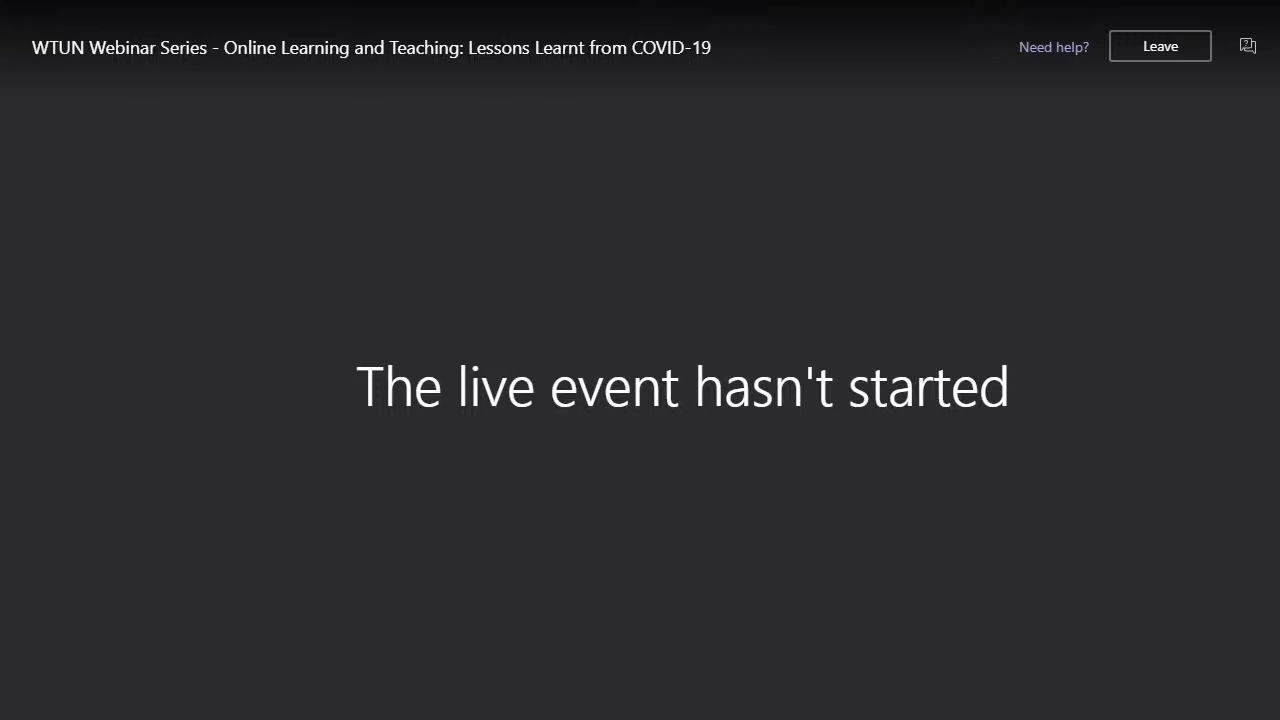 WTUN Webinar Series - Online Learning and Teaching: Lessons Learnt from COVID-19
Need help?
Leave
?
The live event hasn't started